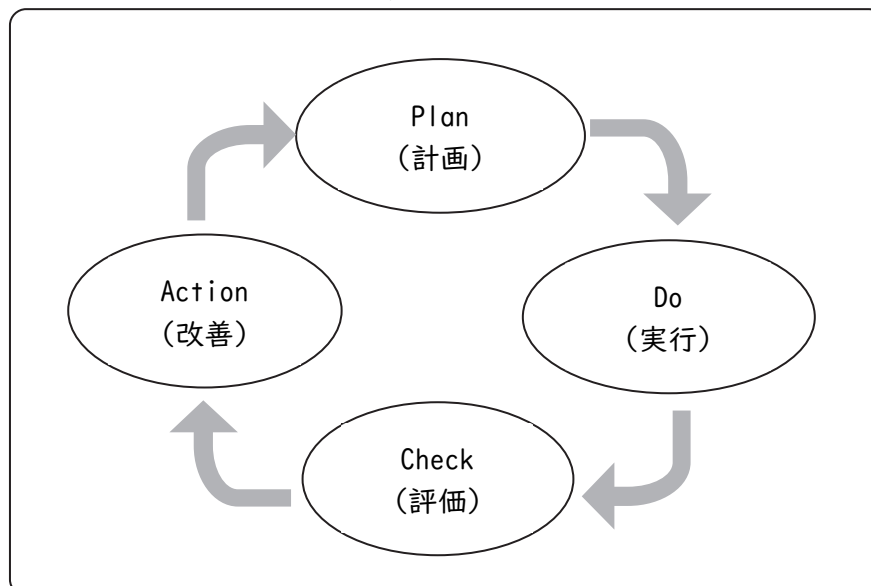 Plan
（計画）
Do
（実行）
Check
（評価）
Action
（改善）